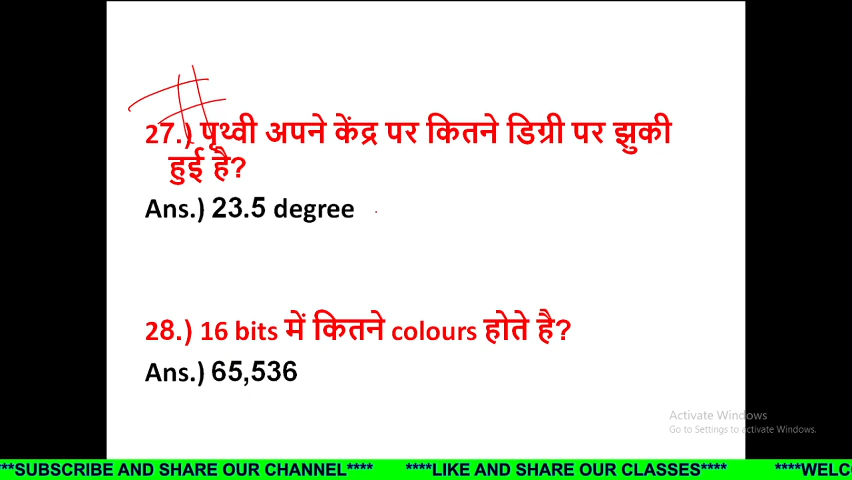 27.) पृथ्वी अपने केंद्र पर कितने डिग्री पर झुकी
हुई है?
Ans.) 23.5 degree
28.) 16 bits में कितने colours होते है?
Ans.) 65,536
Activate Windows
Go to Settings to activate Windows.
**SUBSCRIBE AND SHARE OUR CHANNEL**** ****LIKE AND SHARE OUR CLASSES**** ****WELC